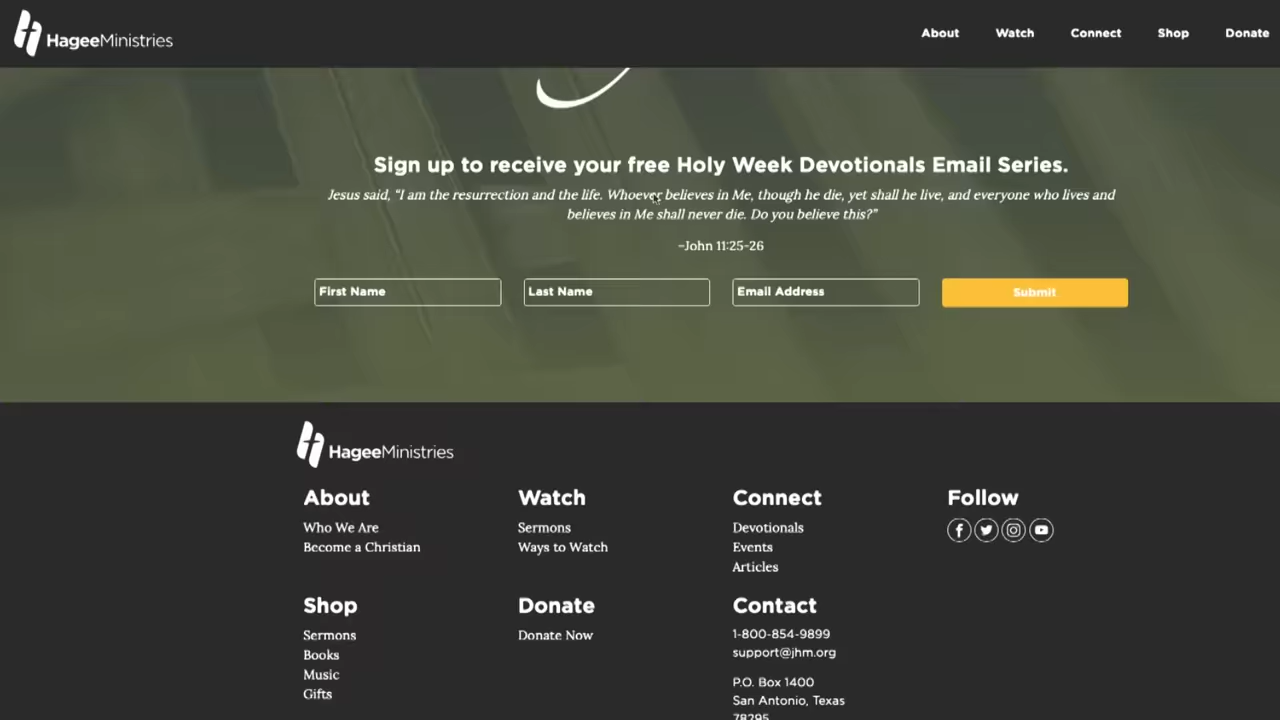 HageeMinistries
About Watch Connect Shop Donate
Sign up to receive your free Holy Week Devotionals Email Series.
Jesus said, “I am the resurrection and the life. Whoever believes in Me, though he die, yet shall he live, and everyone who lives and
believes in Me shall never die. Do you believe this?”
–John 11:25-26
First Name Last Name Email Address Submit
HageeMinistries
About
Who We Are
Become a Christian
Watch
Sermons
Ways to Watch
Connect
Devotionals
Events
Articles
Follow
Shop
Sermons
Books
Music
Gifts
Donate
Donate Now
Contact
1-800-854-9899
support@jhm.org
P.O. Box 1400
San Antonio, Texas
78295